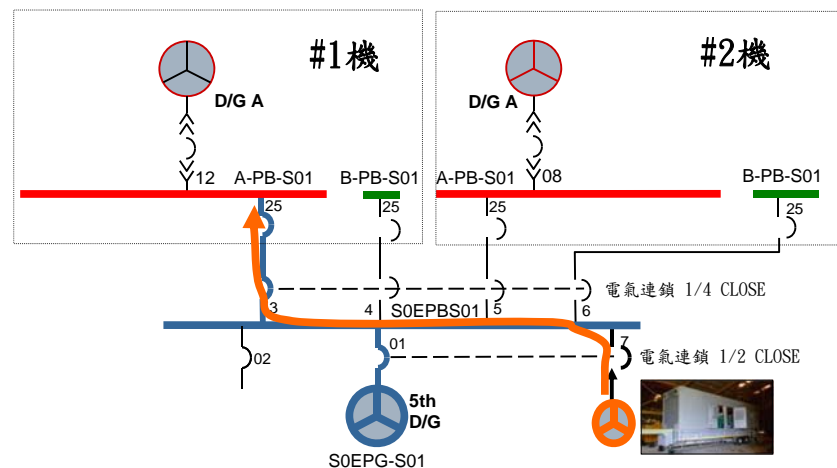 #1機
#2機
D/G A
D/G A
12
A-PB-S01
B-PB-S01
A-PB-S01
08
B-PB-S01
25
25
25
25
電氣連鎖 1/4 CLOSE
3
4
S0EPBS01
5
6
02
01
7
電氣連鎖 1/2 CLOSE
5th
D/G
S0EPG-S01